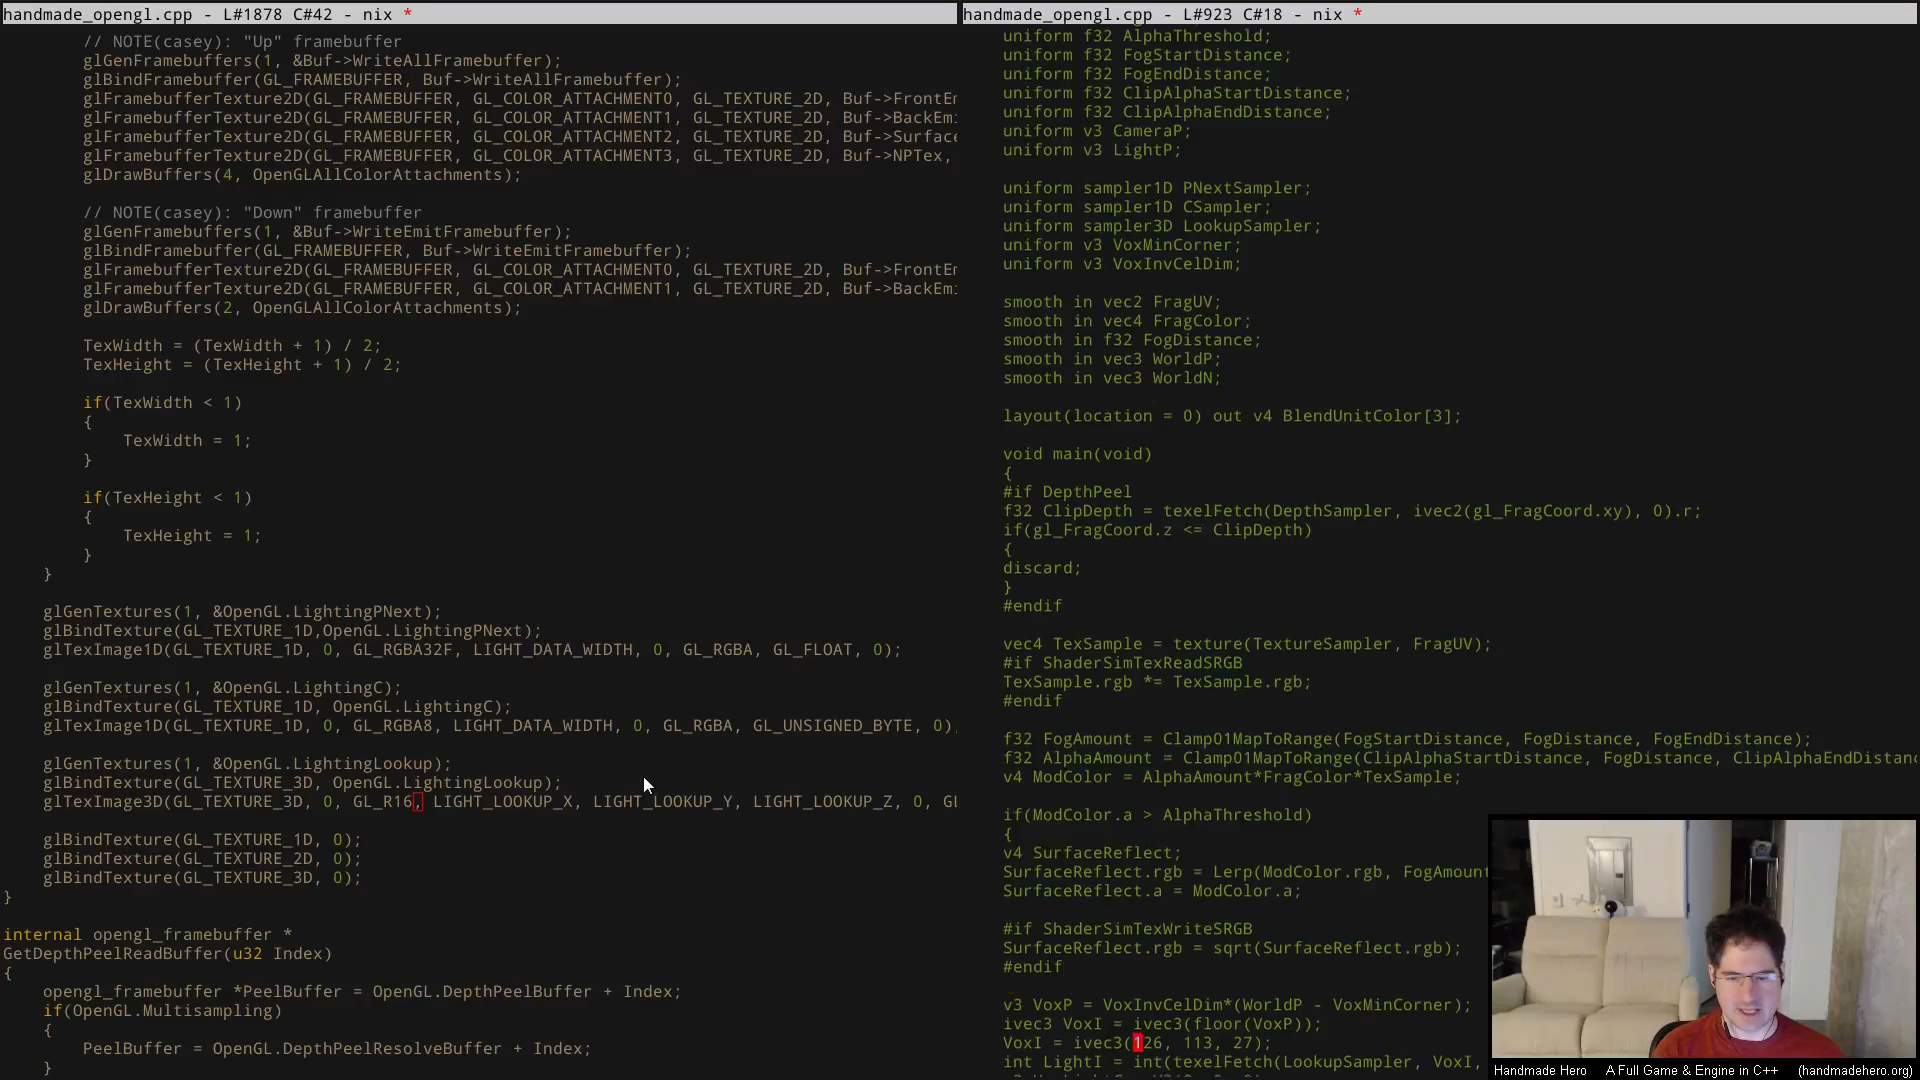 handmade_opengl.cpp - L#1878 C#42 - nix *
// NOTE(casey): "Up" framebuffer
glGenFramebuffers(1, &Buf->WriteAllFramebuffer);
glBindFramebuffer(GL_FRAMEBUFFER, Buf->WriteAllFramebuffer);
glFramebufferTexture2D(GL_FRAMEBUFFER, GL_COLOR_ATTACHMENT0, GL_TEXTURE_2D, Buf->FrontEm
glFramebufferTexture2D(GL_FRAMEBUFFER, GL_COLOR_ATTACHMENT1, GL_TEXTURE_2D, Buf->BackEmi
glFramebufferTexture2D(GL_FRAMEBUFFER, GL_COLOR_ATTACHMENT2, GL_TEXTURE_2D, Buf->Surface
glFramebufferTexture2D(GL_FRAMEBUFFER, GL_COLOR_ATTACHMENT3, GL_TEXTURE_2D, Buf->NPTex,
glDrawBuffers(4, OpenGLAllColorAttachments);
// NOTE(casey): "Down" framebuffer
glGenFramebuffers(1, &Buf->WriteEmitFramebuffer);
glBindFramebuffer(GL_FRAMEBUFFER, Buf->WriteEmitFramebuffer);
glFramebufferTexture2D(GL_FRAMEBUFFER, GL_COLOR_ATTACHMENT0, GL_TEXTURE_2D, Buf->FrontEm
glFramebufferTexture2D(GL_FRAMEBUFFER, GL_COLOR_ATTACHMENT1, GL_TEXTURE_2D, Buf->BackEmi
glDrawBuffers(2, OpenGLAllColorAttachments);
TexWidth = (TexWidth + 1) / 2;
TexHeight = (TexHeight + 1) / 2;
if(TexWidth < 1)
{
TexWidth = 1;
}
if(TexHeight < 1)
{
TexHeight = 1;
}
}
glGenTextures(1, &OpenGL.LightingPNext);
glBindTexture(GL_TEXTURE_1D,OpenGL.LightingPNext);
glTexImage1D(GL_TEXTURE_1D, 0, GL_RGBA32F, LIGHT_DATA_WIDTH, 0, GL_RGBA, GL_FLOAT, 0);
glGenTextures(1, &OpenGL.LightingC);
glBindTexture(GL_TEXTURE_1D, OpenGL.LightingC);
glTexImage1D(GL_TEXTURE_1D, 0, GL_RGBA8, LIGHT_DATA_WIDTH, 0, GL_RGBA, GL_UNSIGNED_BYTE, 0)
glGenTextures(1, &OpenGL.LightingLookup);
glBindTexture(GL_TEXTURE_3D, OpenGL.LightingLookup);
glTexImage3D(GL_TEXTURE_3D, 0, GL_R16, LIGHT_LOOKUP_X, LIGHT_LOOKUP_Y, LIGHT_LOOKUP_Z, 0, GL
glBindTexture(GL_TEXTURE_1D, 0);
glBindTexture(GL_TEXTURE_2D, 0);
glBindTexture(GL_TEXTURE_3D, 0);
}
internal opengl_framebuffer *
GetDepthPeelReadBuffer(u32 Index)
{
opengl_framebuffer *PeelBuffer = OpenGL.DepthPeelBuffer + Index;
if(OpenGL.Multisampling)
{
PeelBuffer = OpenGL.DepthPeelResolveBuffer + Index;
}
handmade_opengl.cpp - L#923 C#18 - nix *
uniform f32 AlphaThreshold;
uniform f32 FogStartDistance;
uniform f32 FogEndDistance;
uniform f32 ClipAlphaStartDistance;
uniform f32 ClipAlphaEndDistance;
uniform v3 CameraP;
uniform v3 LightP;
uniform sampler1D PNextSampler;
uniform sampler1D CSampler;
uniform sampler3D LookupSampler;
uniform v3 VoxMinCorner;
uniform v3 VoxInvCelDim;
smooth in vec2 FragUV;
smooth in vec4 FragColor;
smooth in f32 FogDistance;
smooth in vec3 WorldP;
smooth in vec3 WorldN;
layout(location = 0) out v4 BlendUnitColor[3];
void main(void)
{
#if DepthPeel
f32 ClipDepth = texelFetch(DepthSampler, ivec2(gl_FragCoord.xy), 0).r;
if(gl_FragCoord.z <= ClipDepth)
{
discard;
}
#endif
vec4 TexSample = texture(TextureSampler, FragUV);
#if ShaderSimTexReadSRGB
TexSample.rgb *= TexSample.rgb;
#endif
f32 FogAmount = Clamp01MapToRange(FogStartDistance, FogDistance, FogEndDistance);
f32 AlphaAmount = Clamp01MapToRange(ClipAlphaStartDistance, FogDistance, ClipAlphaEndDistanc
v4 ModColor = AlphaAmount*FragColor*TexSample;
if(ModColor.a > AlphaThreshold)
{
v4 SurfaceReflect;
SurfaceReflect.rgb = Lerp(ModColor.rgb, FogAmount
SurfaceReflect.a = ModColor.a;
#if ShaderSimTexWriteSRGB
SurfaceReflect.rgb = sqrt(SurfaceReflect.rgb);
#endif
v3 VoxP = VoxInvCelDim*(WorldP - VoxMinCorner);
ivec3 VoxI = ivec3(floor(VoxP));
VoxI = ivec3(126, 113, 27);
int LightI = int(texelFetch(LookupSampler, VoxI,
Handmade Hero A Full Game & Engine in C++ (handmadehero.org)